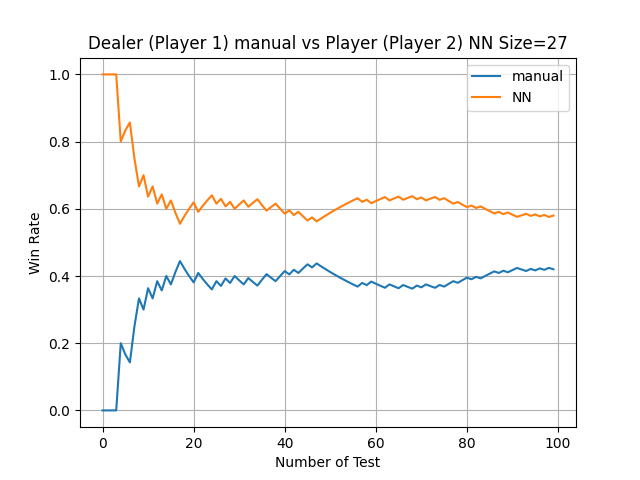 Dealer (Player 1) manual vs Player (Player 2) NN Size=27
manual
NN
Win Rate
1.0
0.8
0.6
0.4
0.2
0.0
0
20
40
60
80
100
Number of Test